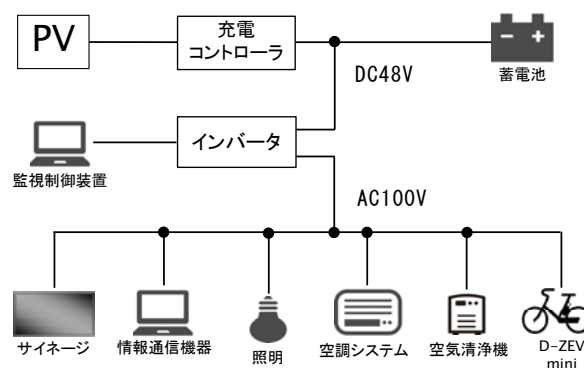 PV
充電
コントローラ
DC48V
蓄電池
インバータ
監視制御装置
AC100V
サイネージ
情報通信機器
照明
空調システム
空気清浄機
D-ZEV
mini